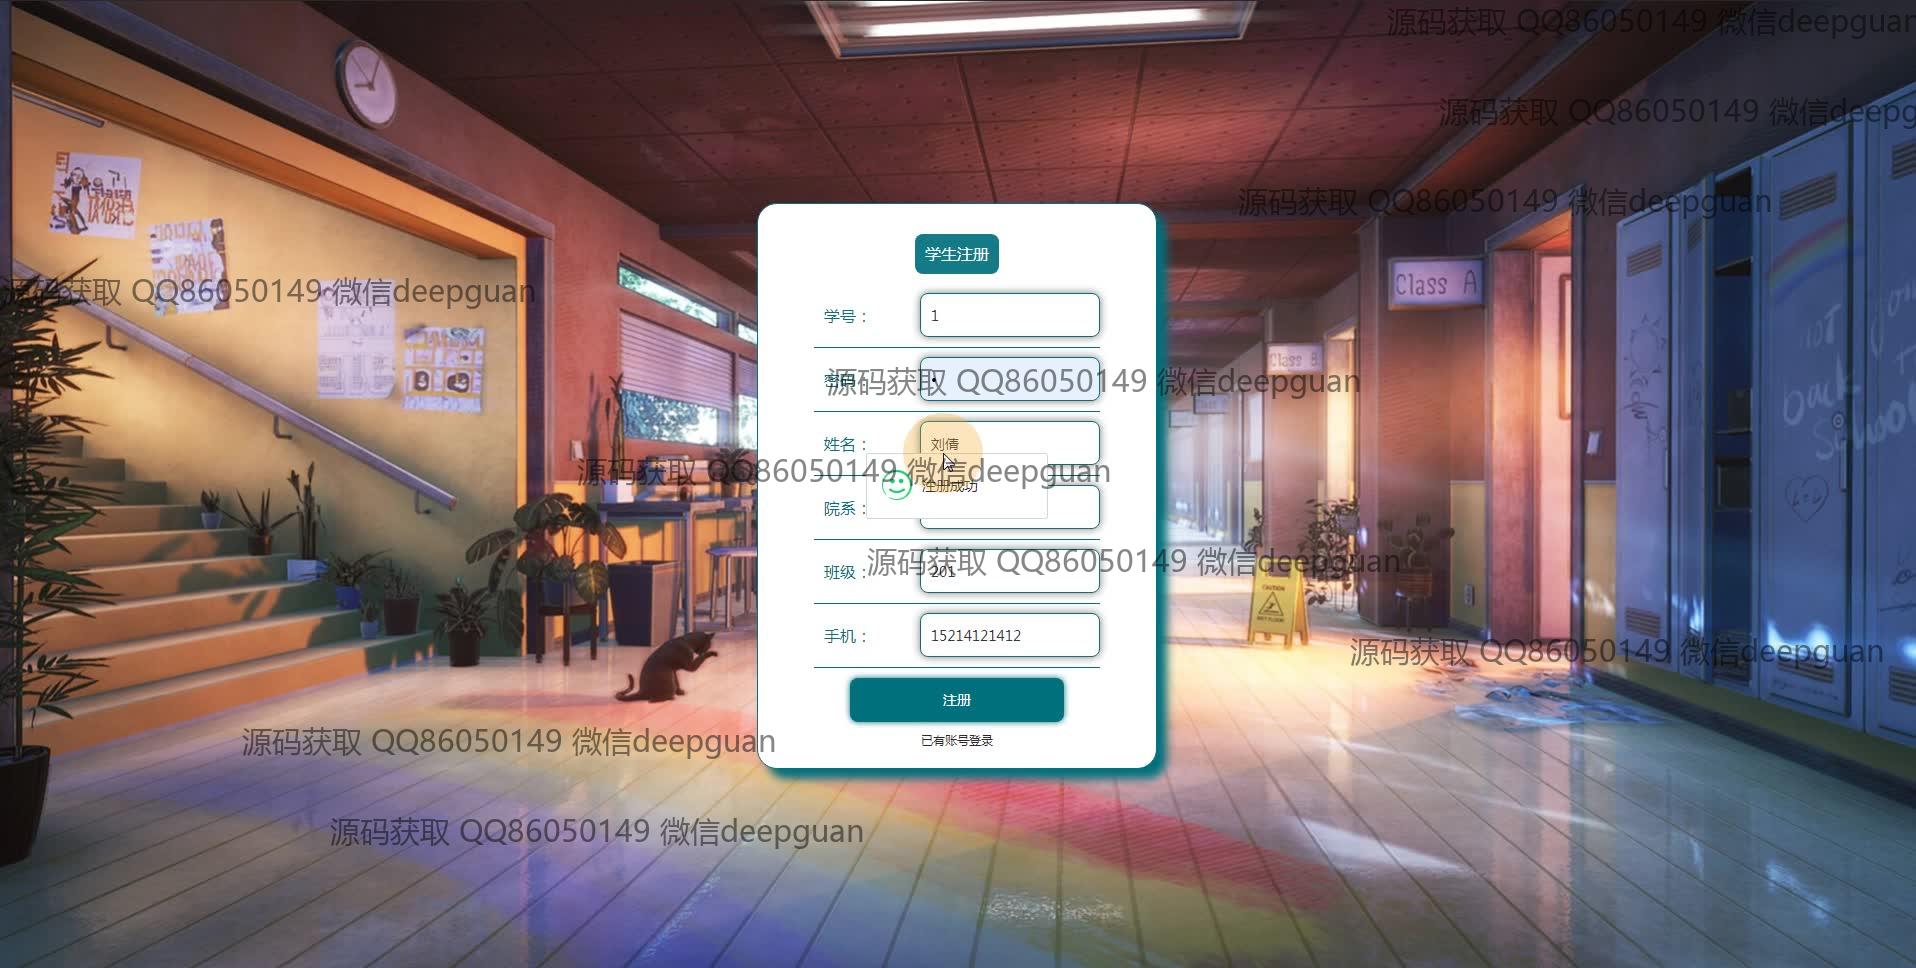 源码获取 QQ86050149 微信deepguan
源码获取 QQ86050149 微信deepg
源码获取 QQ86050149 微信deepguan
学生注册
Class A
源码获取 QQ86050149 微信deepguan
学号：
1
Class B
密码
源码获取 QQ86050149 微信deepguan
姓名：
刘倩
源码获取 QQ86050149 微信deepguan
注册成功
院系：
源码获取 QQ86050149 微信deepguan
班级：
201
CAUTION
WET FLOOR
手机：
15214121412
源码获取 QQ86050149 微信deepguan
注册
已有账号登录
源码获取 QQ86050149 微信deepguan
源码获取 QQ86050149 微信deepguan